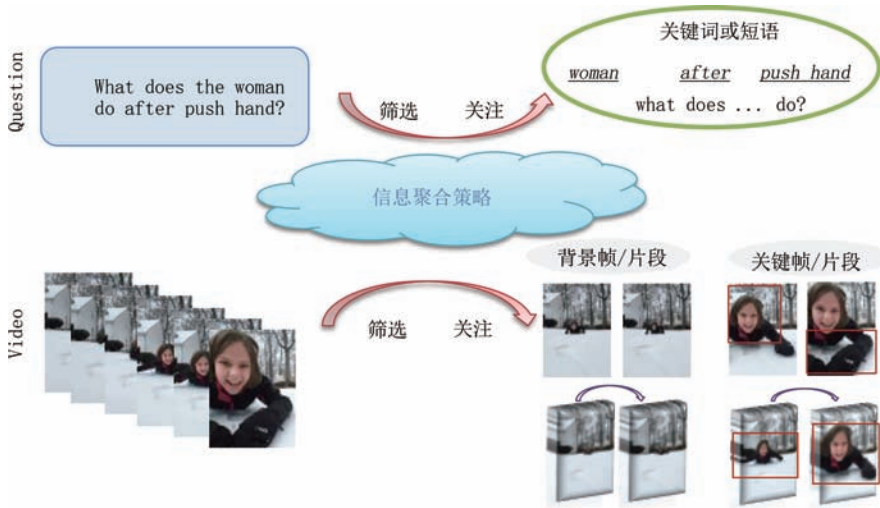 Question
What does the woman
do after push hand?
筛选 关注
关键词或短语
woman after push hand
what does ... do?
信息聚合策略
Video
筛选 关注
背景帧/片段
关键帧/片段